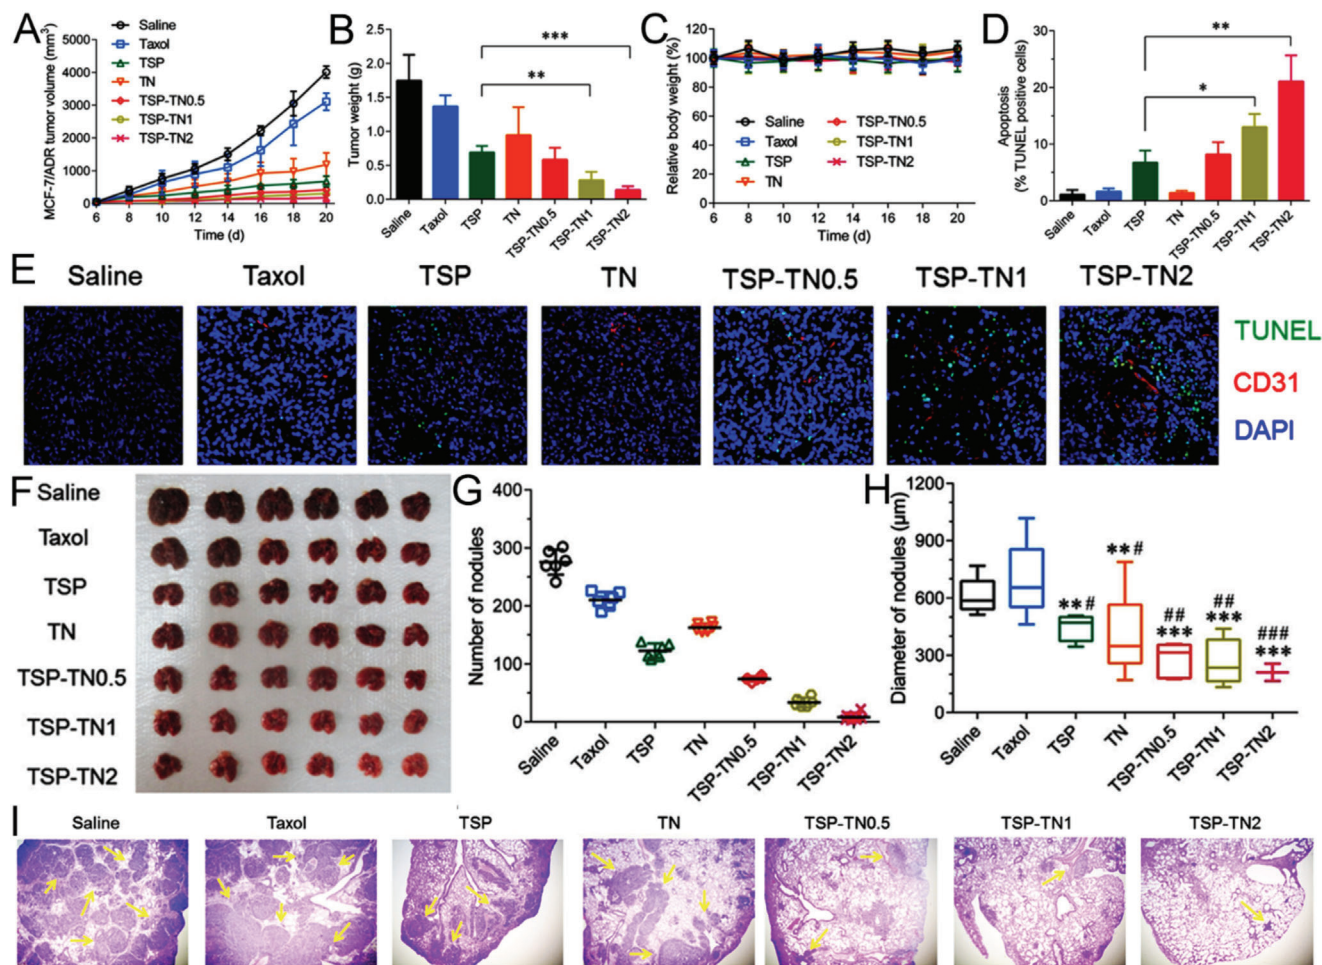 A
MCF-7/ADR tumor volume (mm³)
5000
4000
3000
2000
1000
0
6 8 10 12 14 16 18 20
Time (d)
Saline
Taxol
TSP
TN
TSP-TN0.5
TSP-TN1
TSP-TN2
B
Tumor weight (g)
2.5
2.0
1.5
1.0
0.5
0.0
***
**
Saline
Taxol
TSP
TN
TSP-TN0.5
TSP-TN1
TSP-TN2
C
Relative body weight (%)
120
100
80
60
40
20
0
6 8 10 12 14 16 18 20
Time (d)
Saline
Taxol
TSP
TN
TSP-TN0.5
TSP-TN1
TSP-TN2
D
Apoptosis
(% TUNEL positive cells)
30
20
10
0
**
*
Saline
Taxol
TSP
TN
TSP-TN0.5
TSP-TN1
TSP-TN2
E
Saline Taxol TSP TN TSP-TN0.5 TSP-TN1 TSP-TN2
TUNEL
CD31
DAPI
F
Saline
Taxol
TSP
TN
TSP-TN0.5
TSP-TN1
TSP-TN2
G
Number of nodules
400
300
200
100
0
Saline
Taxol
TSP
TN
TSP-TN0.5
TSP-TN1
TSP-TN2
H
Diameter of nodules (μm)
1200
900
600
300
0
**#
**#
##
***
##
***
###
***
Saline
Taxol
TSP
TN
TSP-TN0.5
TSP-TN1
TSP-TN2
I
Saline Taxol TSP TN TSP-TN0.5 TSP-TN1 TSP-TN2